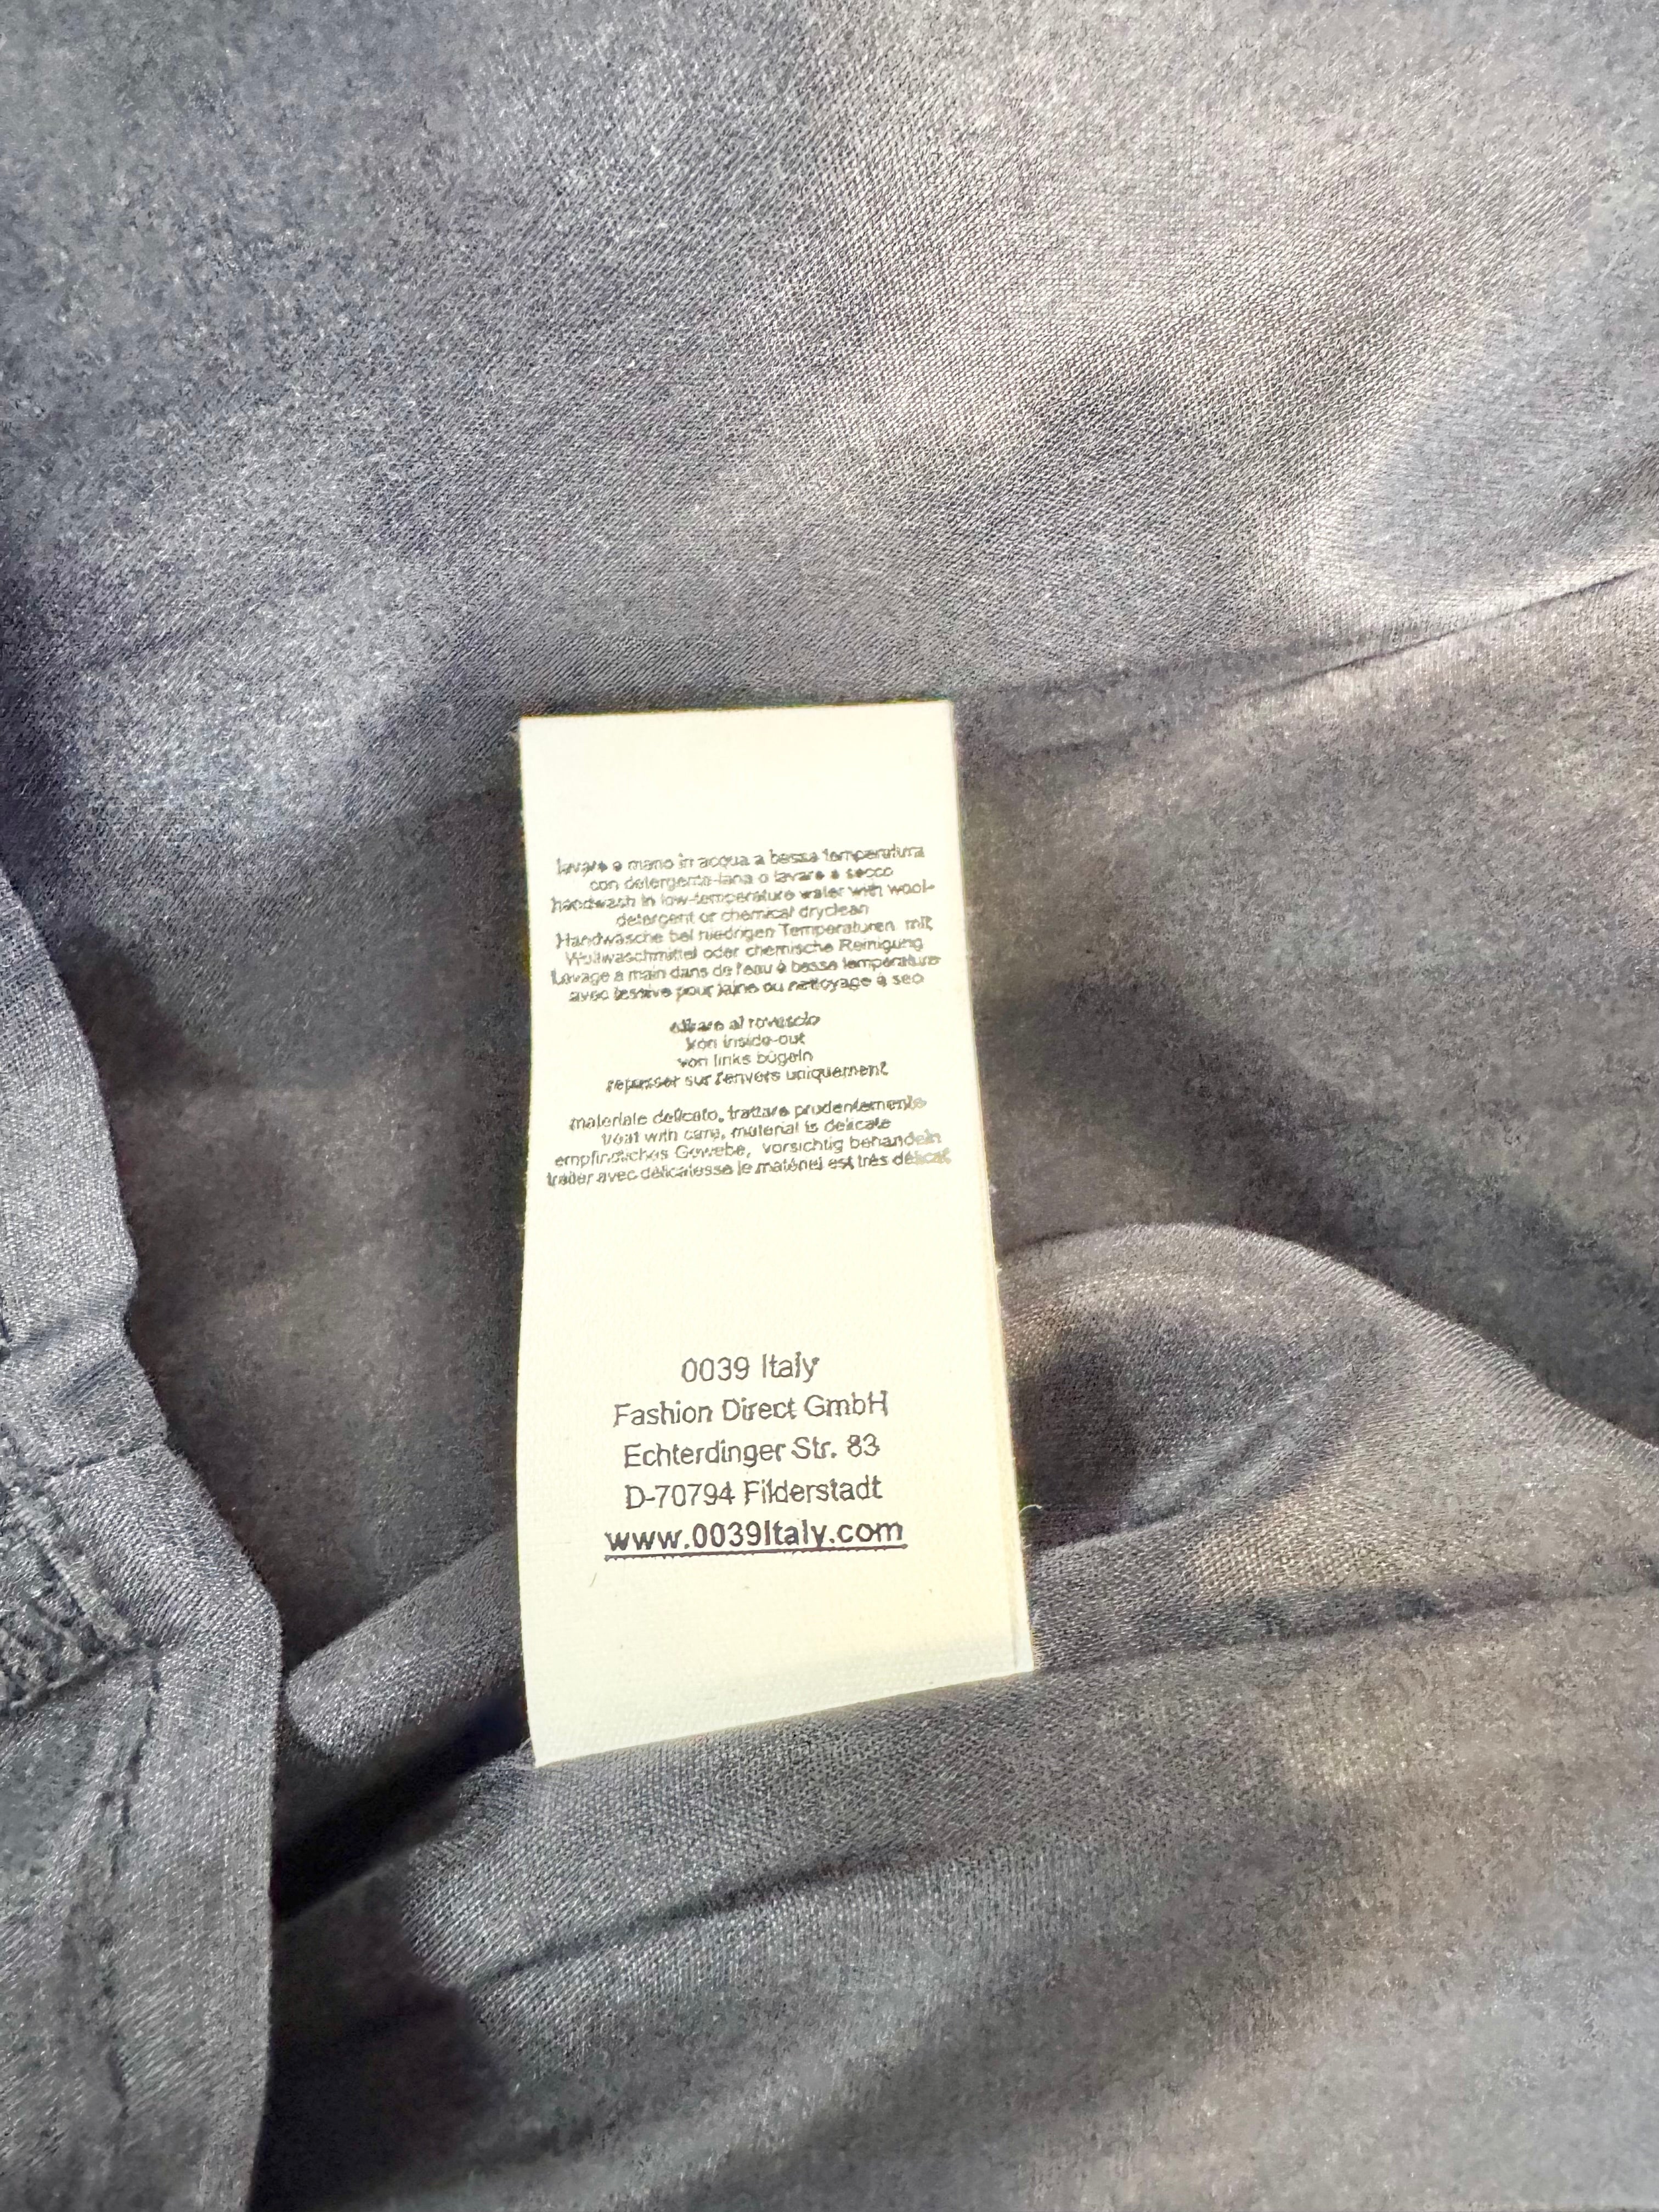 lavare a mano in acqua a bassa temperatura
con detergente-lana o lavare a secco
handwash in low-temperature water with wool-
detergent or chemical dryclean
Handwäsche bei niedrigen Temperaturen mit
Wollwaschmittel oder chemische Reinigung
Lavage a main dans de l'eau à basse température
avec lessive pour laine ou nettoyage à sec
al rovescio
iron inside-out
von links bügeln
repasser sur l'envers uniquement
materiale delicato, trattare prudentemente
treat with care, material is delicate
empfindliches Gewebe, vorsichtig behandeln
traiter avec délicatesse le matériel est très délicat
0039 Italy
Fashion Direct GmbH
Echterdinger Str. 83
D-70794 Filderstadt
www.0039Italy.com